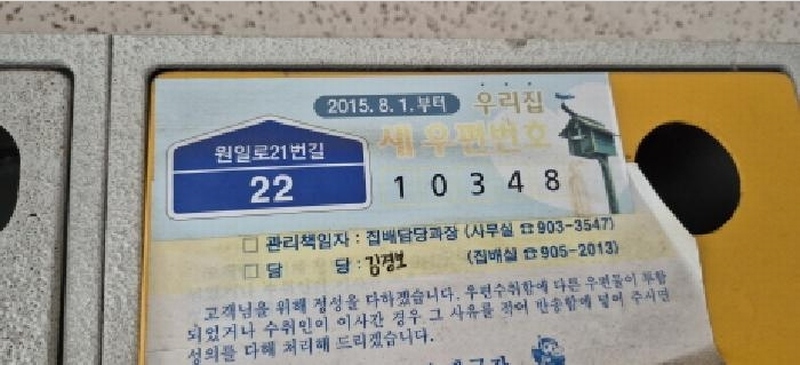 2015. 8. 1. 부터 우리집
새 우편번호
원일로21번길
22
1 0 3 4 8
□ 관리책임자 : 집배담당과장 (사무실 ☎903-3547)
□ 담 당 : 김경보 (집배실 ☎905-2013)
고객님을 위해 정성을 다하겠습니다. 우편수취함에 다른 우편물이 투함
되었거나 수취인이 이사간 경우 그 사유를 적어 반송함에 넣어 주시면
성의를 다해 처리해 드리겠습니다.